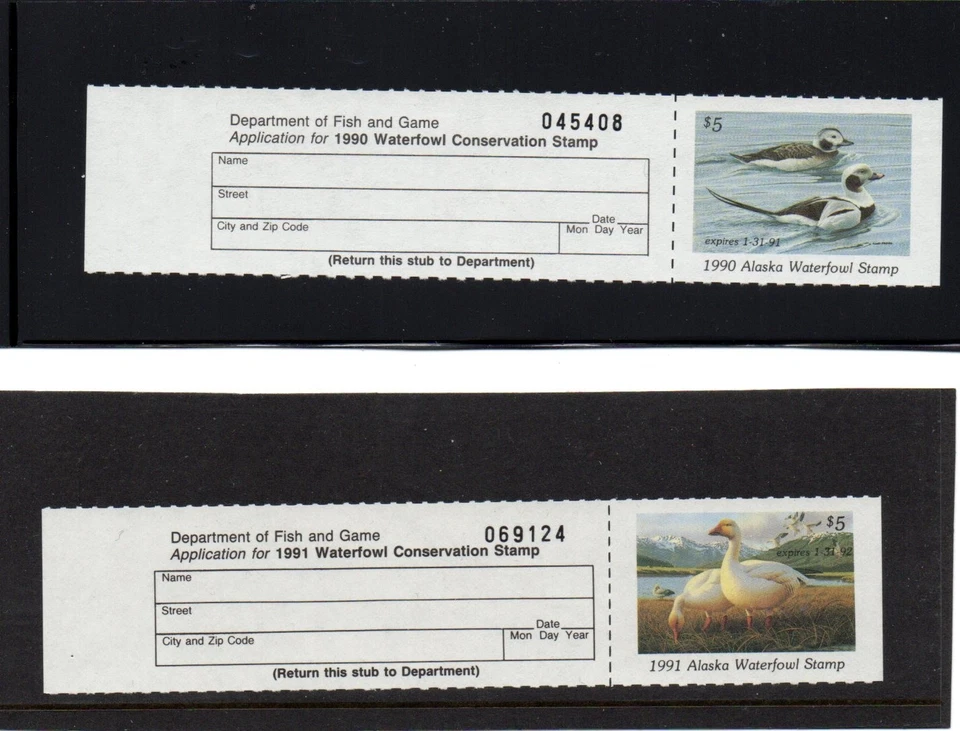 Department of Fish and Game 045408
Application for 1990 Waterfowl Conservation Stamp
Name
Street
City and Zip Code
Date
Mon Day Year
(Return this stub to Department)
$5
expires 1-31-91
1990 Alaska Waterfowl Stamp
Department of Fish and Game 069124
Application for 1991 Waterfowl Conservation Stamp
Name
Street
City and Zip Code
Date
Mon Day Year
(Return this stub to Department)
$5
expires 1-31-92
1991 Alaska Waterfowl Stamp